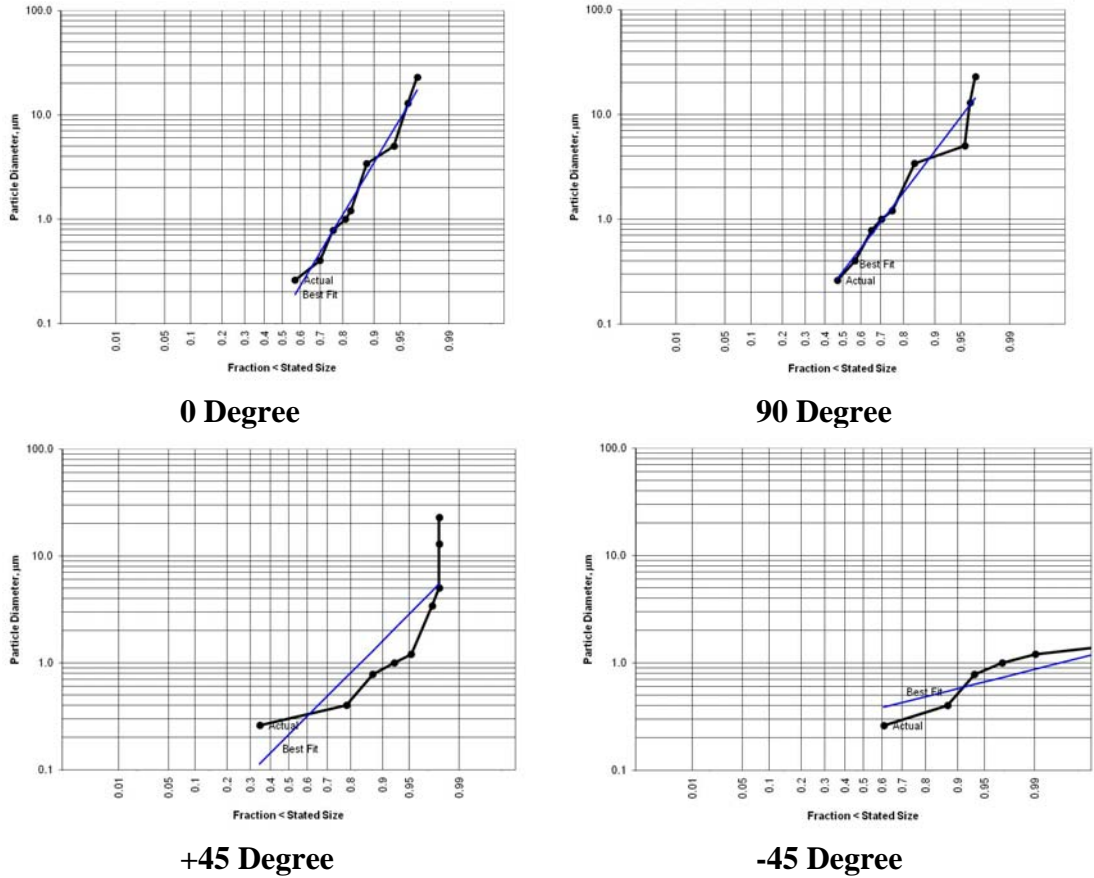 100.0
10.0
1.0
0.1
Particle Diameter, µm
Actual
Best Fit
0.01 0.05 0.1 0.2 0.3 0.4 0.5 0.6 0.7 0.8 0.9 0.95 0.99
Fraction < Stated Size
0 Degree
100.0
10.0
1.0
0.1
Particle Diameter, µm
Best Fit
Actual
0.01 0.05 0.1 0.2 0.3 0.4 0.5 0.6 0.7 0.8 0.9 0.95 0.99
Fraction < Stated Size
90 Degree
100.0
10.0
1.0
0.1
Particle Diameter, µm
Actual
Best Fit
0.01 0.05 0.1 0.2 0.3 0.4 0.5 0.6 0.7 0.8 0.9 0.95 0.99
Fraction < Stated Size
+45 Degree
100.0
10.0
1.0
0.1
Particle Diameter, µm
Best Fit
Actual
0.01 0.05 0.1 0.2 0.3 0.4 0.5 0.6 0.7 0.8 0.9 0.95 0.99
Fraction < Stated Size
-45 Degree